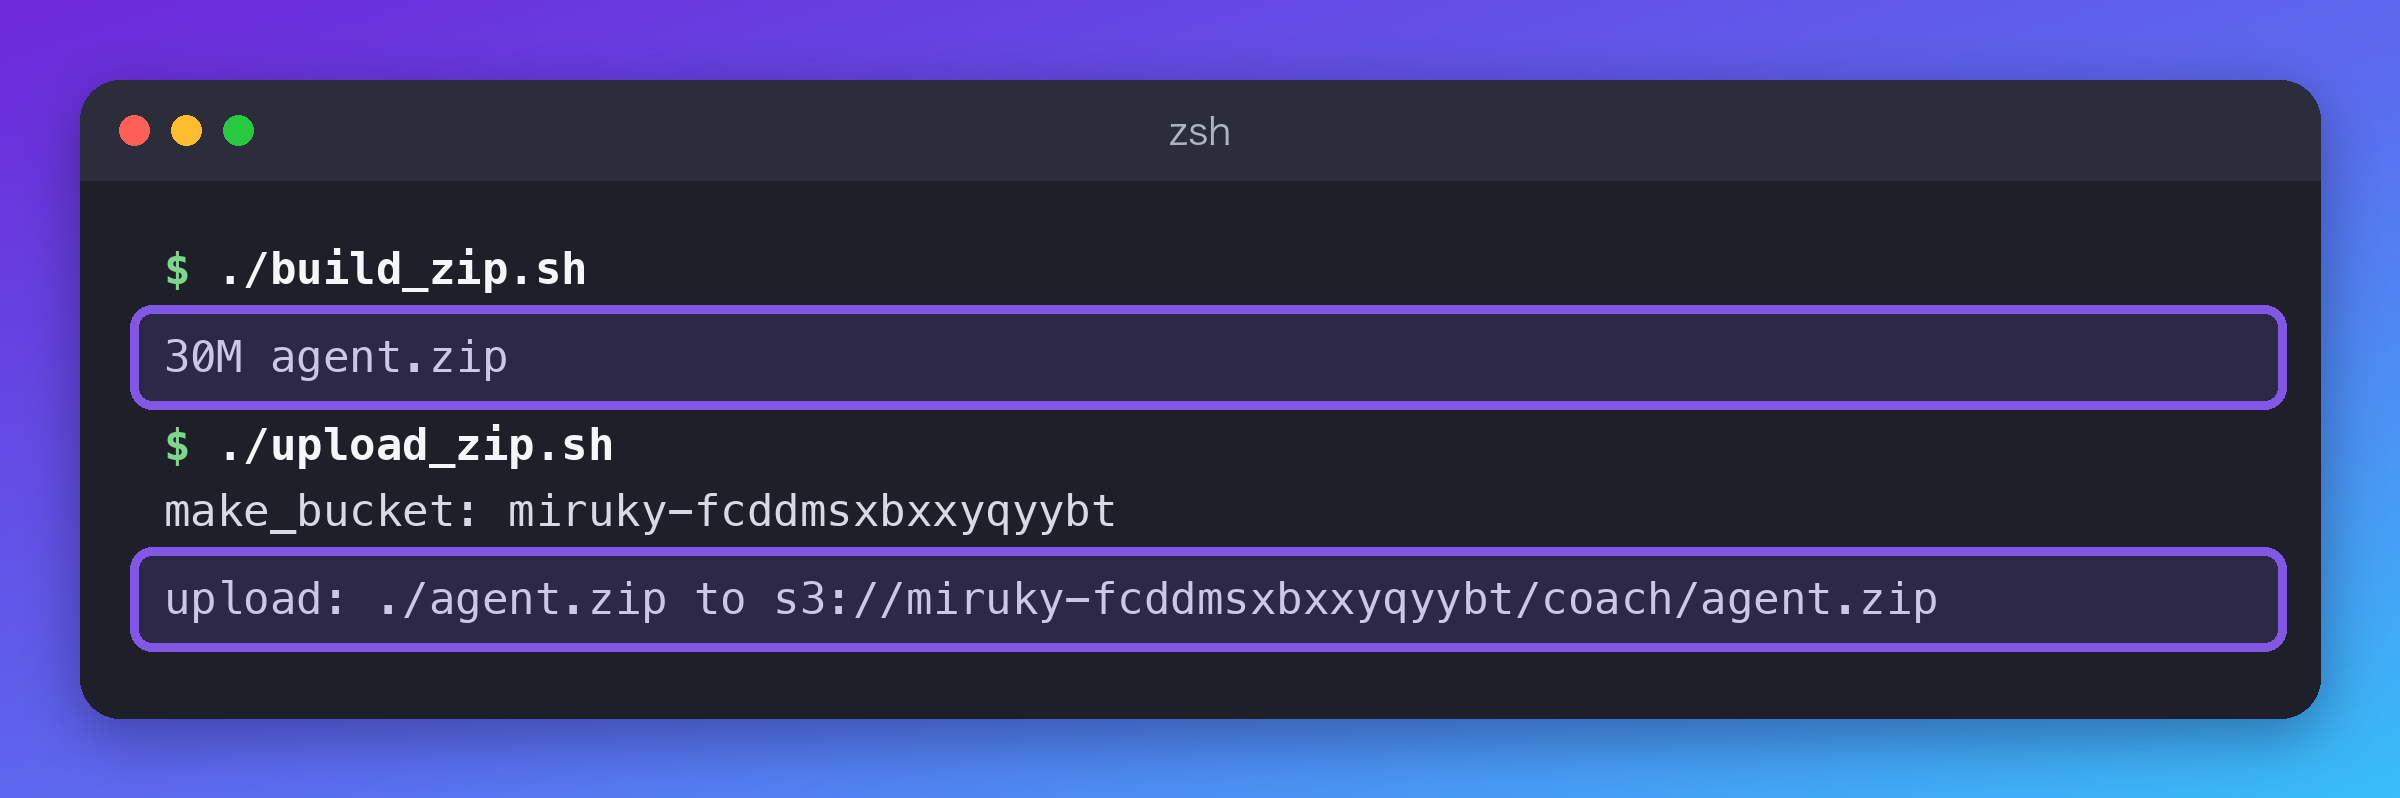 zsh
$ ./build_zip.sh
30M agent.zip
$ ./upload_zip.sh
make_bucket: miruky-fcddmsxbxxyqyybt
upload: ./agent.zip to s3://miruky-fcddmsxbxxyqyybt/coach/agent.zip